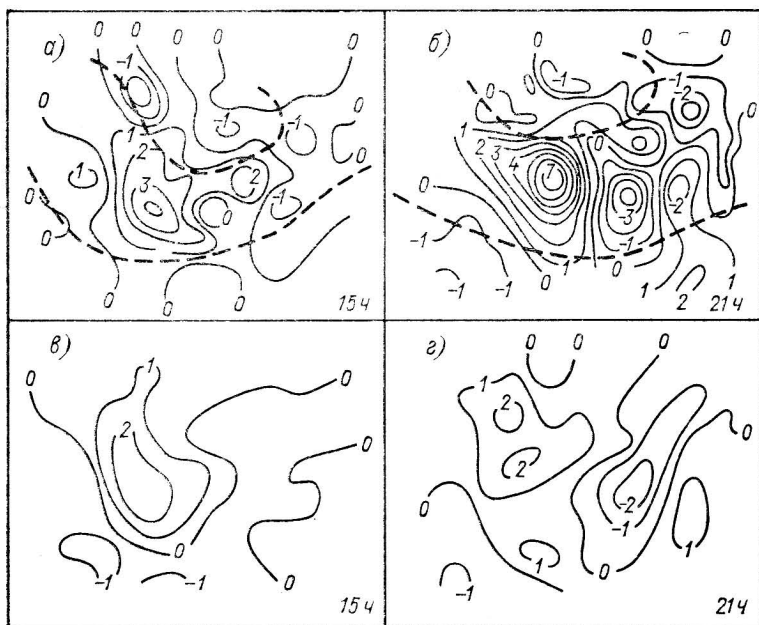 а) 0 0 0 0 0
-1
0 -1 -1 0
1
2
1 2
3 -1
0 0
0
0 0 0 0
15 ч
б) 0 0
-1 -1
0 0 -2 0
1 0
2 3 4
0 7
-3 2
-1 -1
1 0 1
-1 -1 2 1
21 ч
в) 1
0 0
2
0
0
-1 -1 0
15 ч
г) 0 0 0
1
2
0
2
0 -2
-1
1 1
-1 0
21 ч